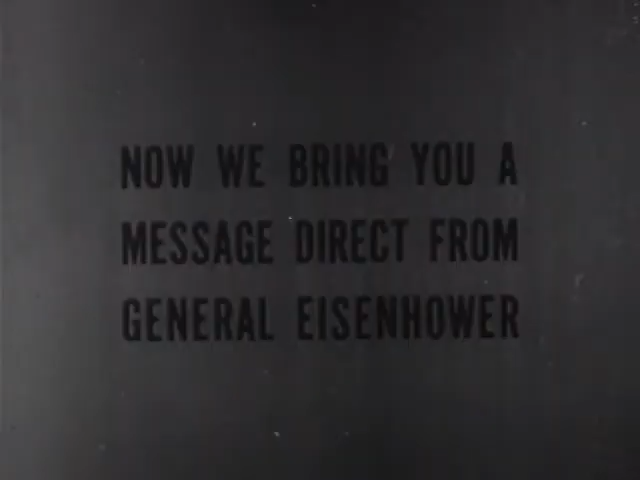 NOW WE BRING YOU A
MESSAGE DIRECT FROM
GENERAL EISENHOWER